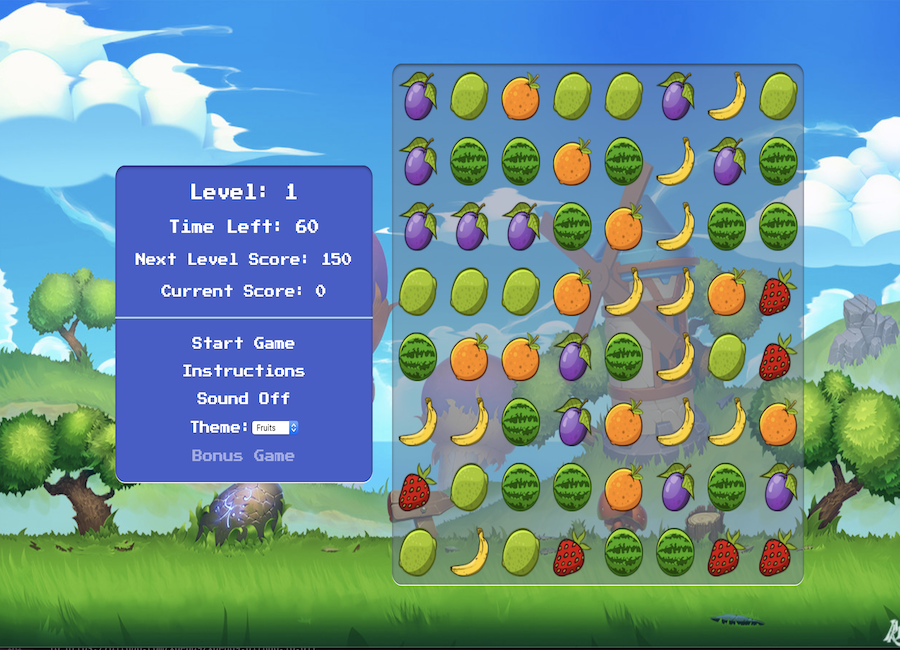 Level: 1
Time Left: 60
Next Level Score: 150
Current Score: 0
Start Game
Instructions
Sound Off
Theme: Fruits
Bonus Game